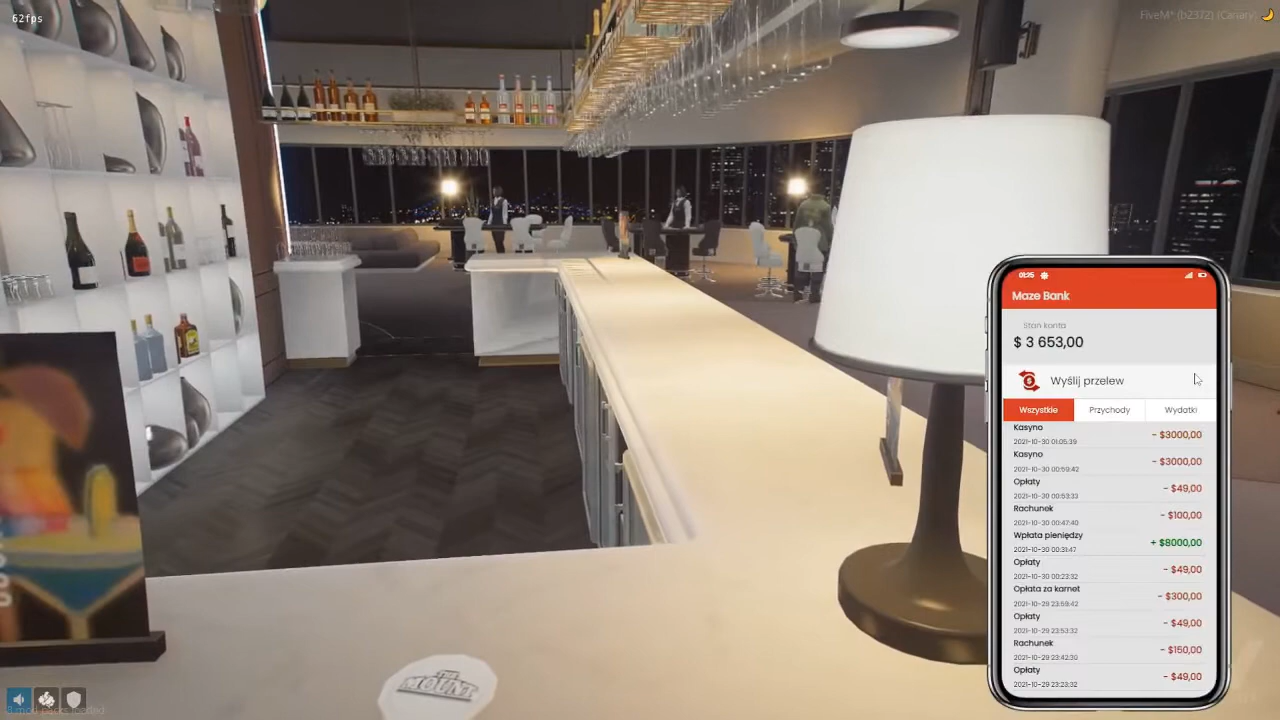 62fps
FiveM* (b2372) (Canary)
01:25
Maze Bank
Stan konta
$ 3 653,00
Wyślij przelew
Wszystkie Przychody Wydatki
Kasyno
2021-10-30 01:05:39
- $3000,00
Kasyno
2021-10-30 00:59:42
- $3000,00
Opłaty
2021-10-30 00:53:33
- $49,00
Rachunek
2021-10-30 00:47:40
- $100,00
Wpłata pieniędzy
2021-10-30 00:31:47
+ $8000,00
Opłaty
2021-10-30 00:23:32
- $49,00
Opłata za karnet
2021-10-29 23:59:42
- $300,00
Opłaty
2021-10-29 23:53:32
- $49,00
Rachunek
2021-10-29 23:42:30
- $150,00
Opłaty
2021-10-29 23:23:32
- $49,00
THE
MOUNT